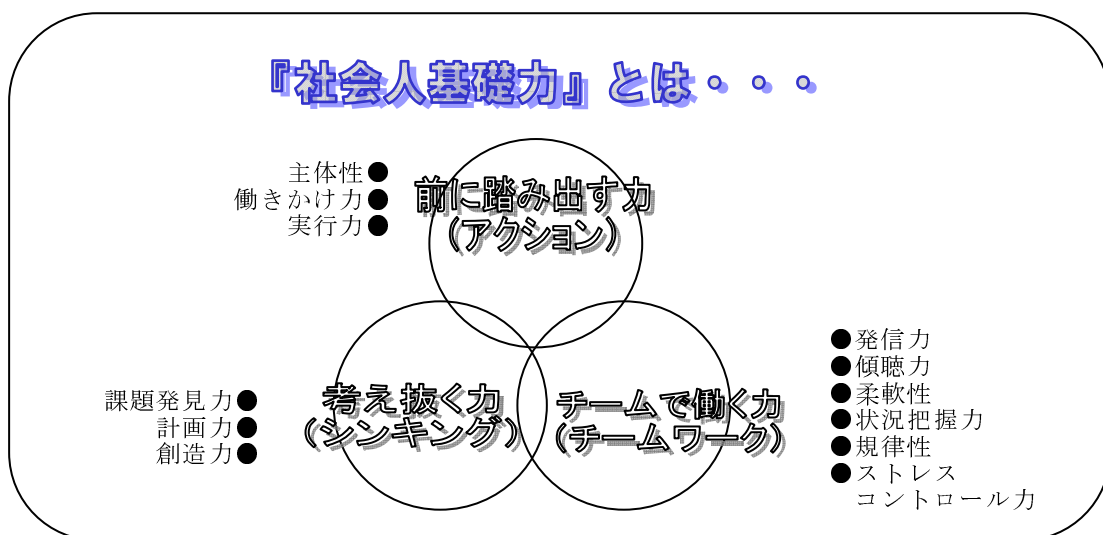 『社会人基礎力』とは・・・
主体性●
働きかけ力●
実行力●
前に踏み出す力
（アクション）
課題発見力●
計画力●
創造力●
考え抜く力
（シンキング）
チームで働く力
（チームワーク）
●発信力
●傾聴力
●柔軟性
●状況把握力
●規律性
●ストレス
コントロール力